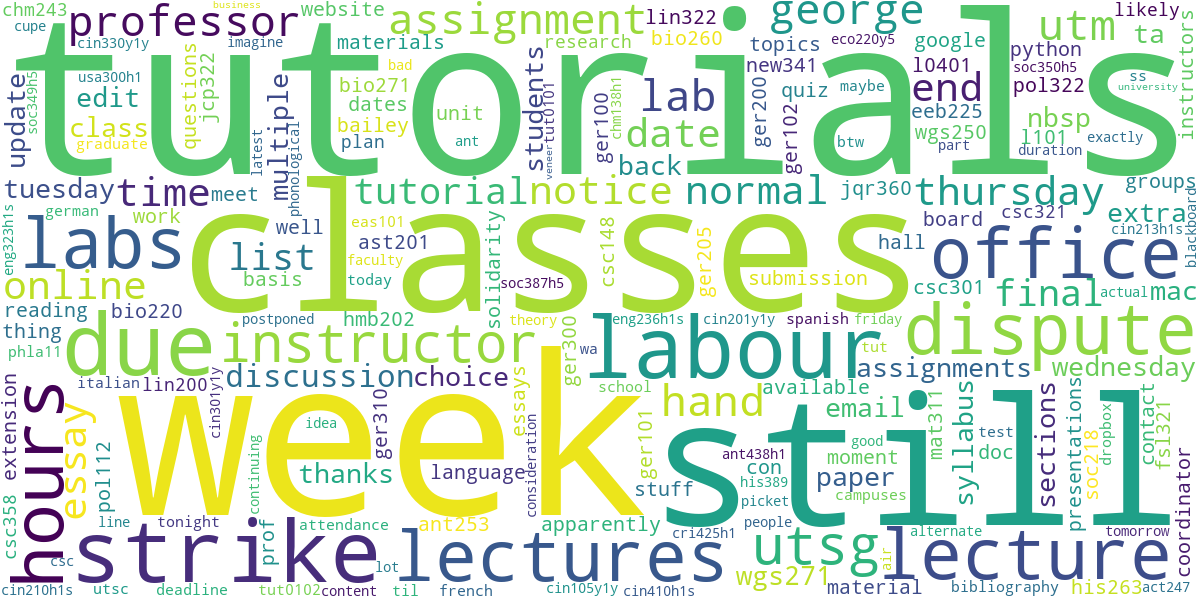 chm243
cupe
professor
business
website
assignment
lin322
george
utm
likely
ta
cin330y1y
imagine
materials
research
bio260
topics
eco220y5
google
python
instructors
tutorials
update
soc349h5
usa300h1
edit
questions
jcp322
multiple
bad
bio271
dates
bailey
unit
students
tut0101
veneer
ger100
chm138h1
lab
date
new341
quiz
maybe
ger200
ger102
l0401
end
soc350h5
pol322
ss
university
eeb225
nbsp
class
graduate
latest
phonological
plan
ant
back
btw
wgs250
part
l101
duration
exactly
tuesday
time
meet
tutorial
notice
normal
jqr360
thursday
groups
eng323h1s
german
work
well
eas101
ast201
faculty
solidarity
csc148
ger205
board
csc321
extra
cin213h1s
blackboard
labs
list
basis
today
classes
soc387h5
submission
hall
office
csc301
online
final
actual
mac
reading
bio220
thing
postponed
hmb202
theory
eng236h1s
cin201y1y
spanish
friday
phla11
due
instructor
ger300
wa
labour
tut
dispute
italian
lin200
cin301y1y
discussion
choice
school
available
assignments
wednesday
hours
extension
essay
pol112
week
idea
ger310
essays
consideration
ger101
hand
email
still
mat311
syllabus
test
doc
sections
presentations
soc218
dropbox
contact
fsl321
thanks
language
ant438h1
con
his389
good
moment
stuff
picket
paper
campuses
continuing
csc358
line
tonight
prof
attendance
ant253
apparently
people
cri425h1
utsg
air
alternate
tomorrow
coordinator
csc
strike
lot
lectures
wgs271
lecture
cin210h1s
utsc
deadline
tut0102
content
til
french
cin105y1y
cin410h1s
material
bibliography
his263
act247